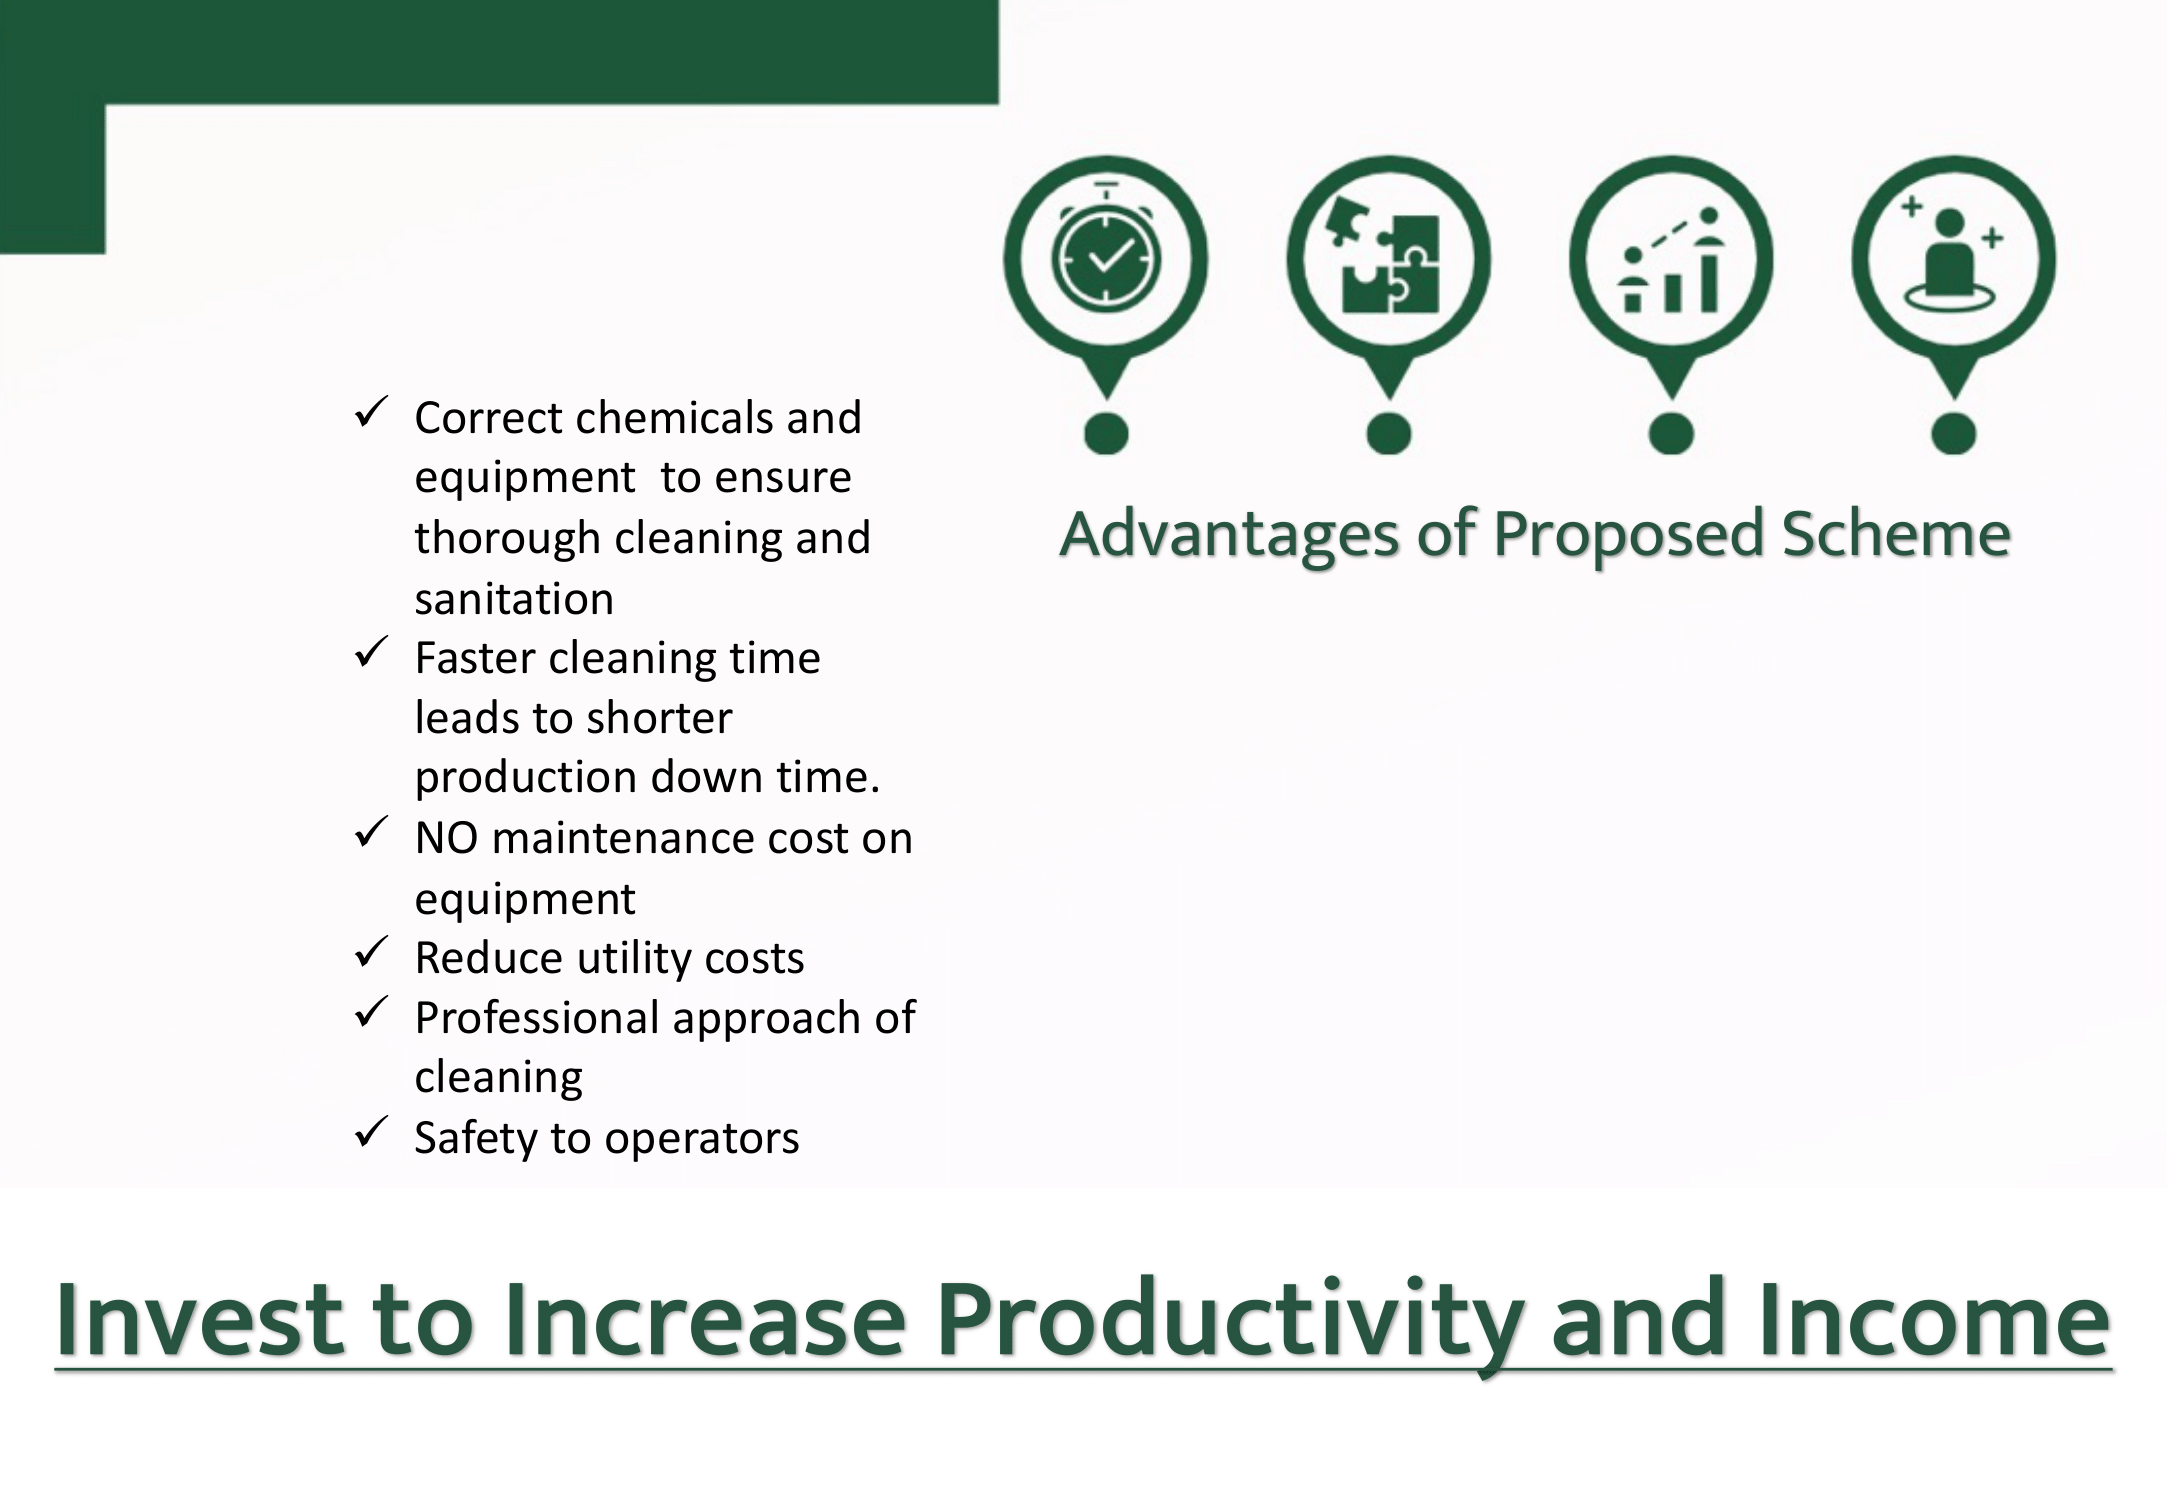 Advantages of Proposed Scheme
✓ Correct chemicals and
equipment  to ensure
thorough cleaning and
sanitation
✓ Faster cleaning time
leads to shorter
production down time.
✓ NO maintenance cost on
equipment
✓ Reduce utility costs
✓ Professional approach of
cleaning
✓ Safety to operators
Invest to Increase Productivity and Income